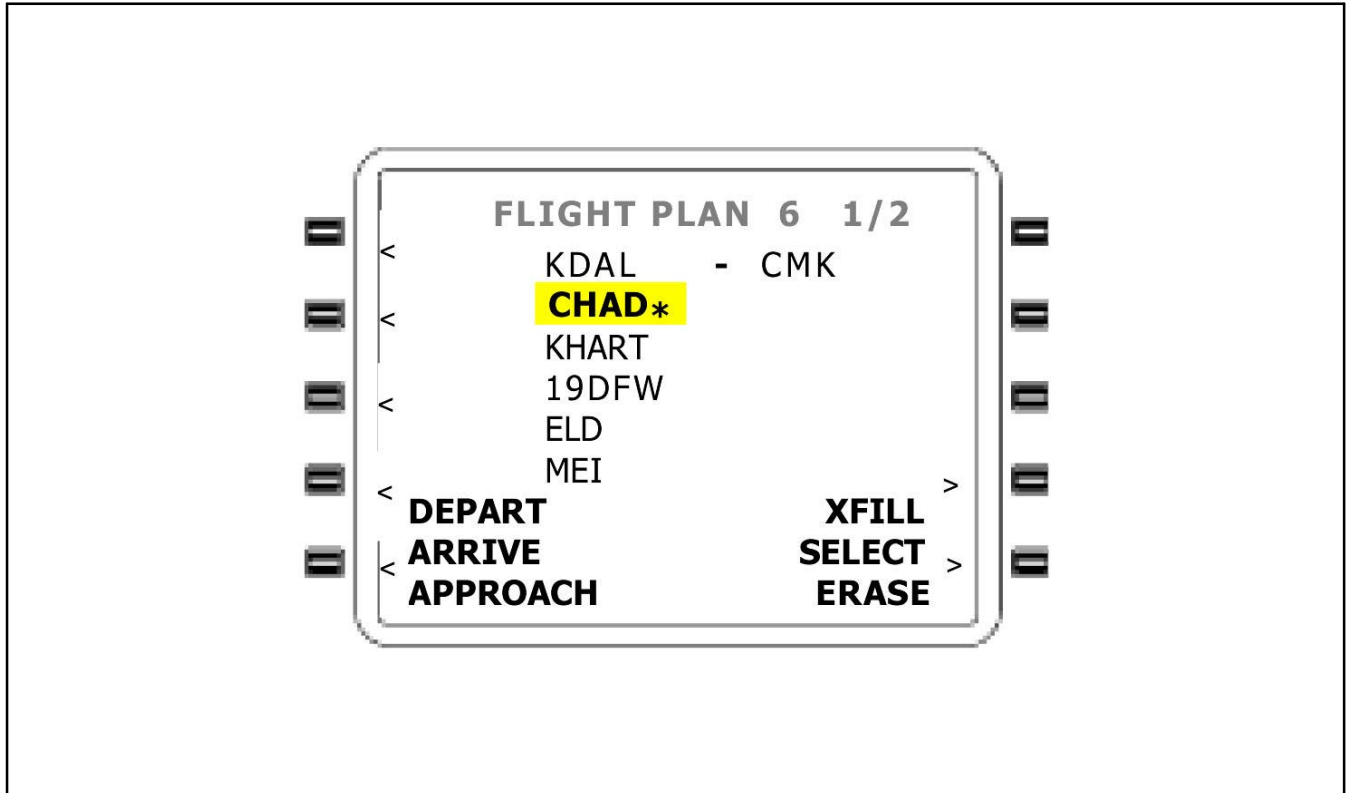 FLIGHT PLAN 6 1/2
<
KDAL - CMK
CHAD*
<
KHART
19DFW
<
ELD
MEI
< >
DEPART XFILL
ARRIVE SELECT
< >
APPROACH ERASE